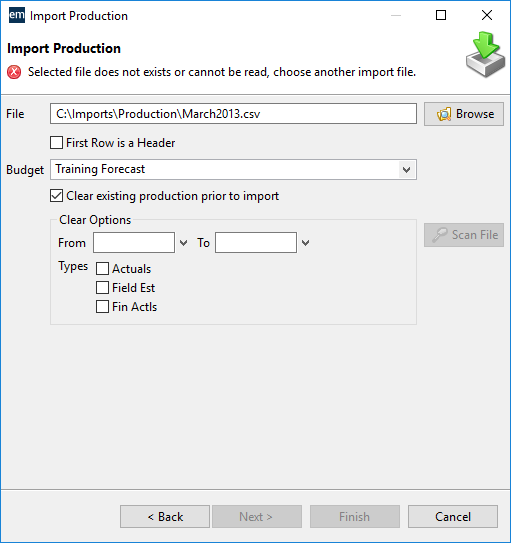 em Import Production
Import Production
Selected file does not exists or cannot be read, choose another import file.
File C:\Imports\Production\March2013.csv Browse
First Row is a Header
Budget Training Forecast
Clear existing production prior to import
Clear Options
From To Scan File
Types Actuals
Field Est
Fin Actls
< Back Next > Finish Cancel